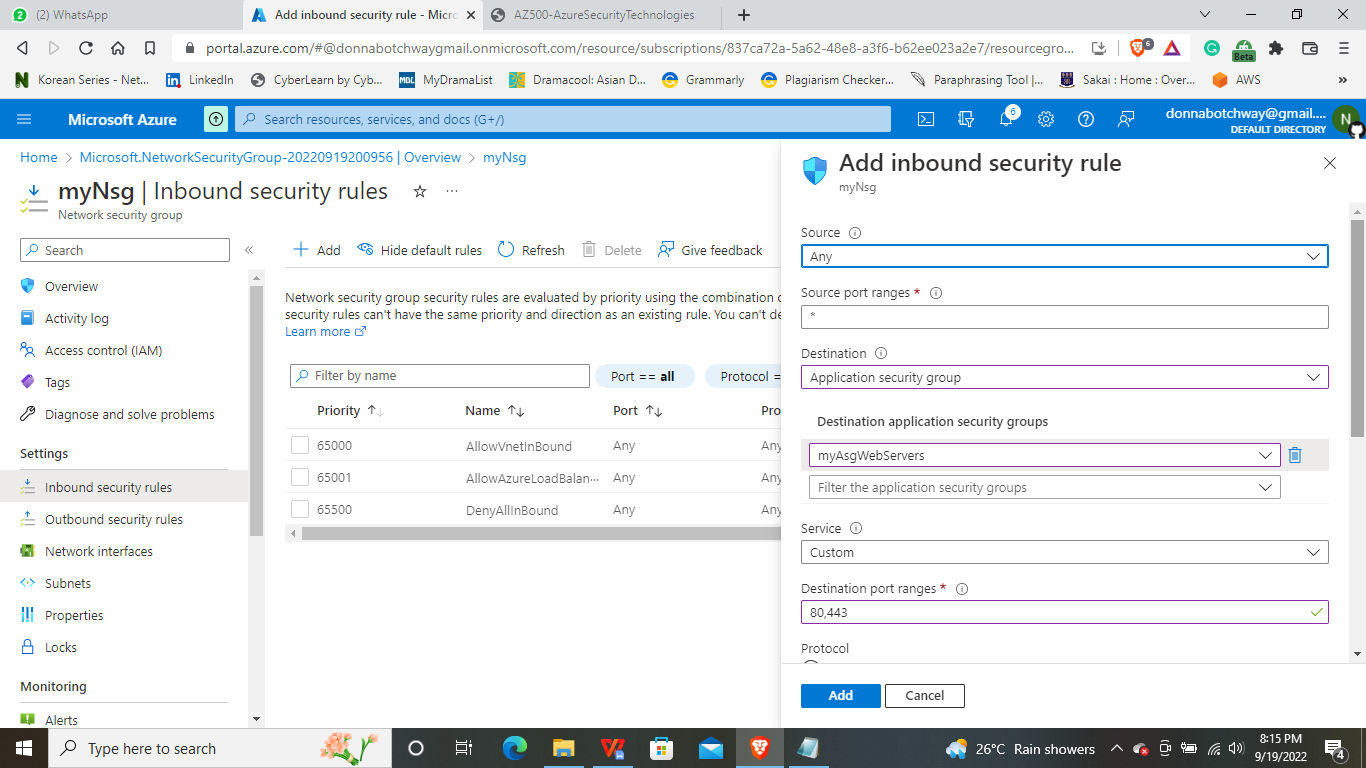 (2) WhatsApp
Add inbound security rule - Micro
AZ500-AzureSecurityTechnologies
portal.azure.com/#@donnabotchwaygmail.onmicrosoft.com/resource/subscriptions/837ca72a-5a62-48e8-a3f6-b62ee023a2e7/resourcegro...
6
Beta
Korean Series - Net...
LinkedIn
CyberLearn by Cyb...
MDL
MyDramaList
Dramacool: Asian D...
Grammarly
Plagiarism Checker...
Paraphrasing Tool |...
Sakai : Home : Over...
AWS
Microsoft Azure
Search resources, services, and docs (G+/)
6
donnabotchway@gmail....
DEFAULT DIRECTORY
N
Home > Microsoft.NetworkSecurityGroup-20220919200956 | Overview > myNsg
myNsg | Inbound security rules
Network security group
Search
Overview
Activity log
Access control (IAM)
Tags
Diagnose and solve problems
Settings
Inbound security rules
Outbound security rules
Network interfaces
Subnets
Properties
Locks
Monitoring
Alerts
Add
Hide default rules
Refresh
Delete
Give feedback
Network security group security rules are evaluated by priority using the combination o
security rules can't have the same priority and direction as an existing rule. You can't de
Learn more
Filter by name
Port == all
Protocol =
Priority Name Port Pro
65000 AllowVnetInBound Any Any
65001 AllowAzureLoadBalan... Any Any
65500 DenyAllInBound Any Any
Add inbound security rule
myNsg
Source
Any
Source port ranges *
*
Destination
Application security group
Destination application security groups
myAsgWebServers
Filter the application security groups
Service
Custom
Destination port ranges *
80,443
Protocol
Add
Cancel
Type here to search
26°C Rain showers
8:15 PM
9/19/2022
4